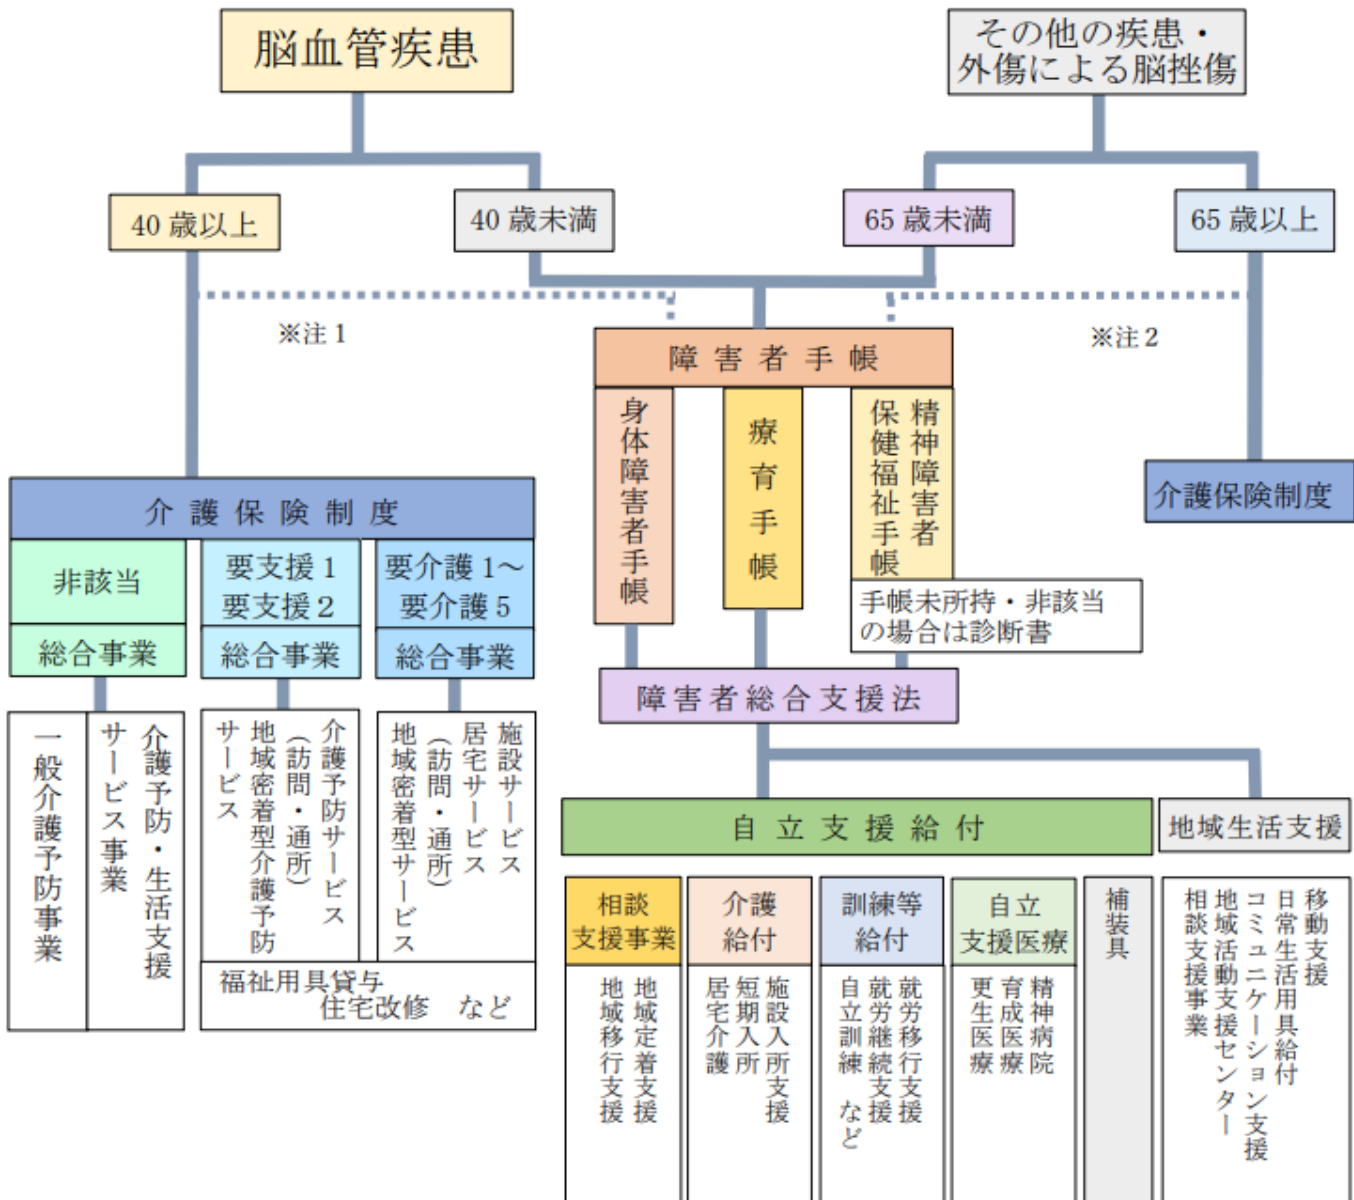 脳血管疾患
その他の疾患・
外傷による脳挫傷
40歳以上
40歳未満
65歳未満
65歳以上
※注1
※注2
障害者手帳
身体障害者手帳
療育手帳
精神障害者
保健福祉手帳
手帳未所持・非該当
の場合は診断書
介護保険制度
介護保険制度
非該当
総合事業
要支援1
要支援2
総合事業
要介護1～
要介護5
総合事業
介護予防・生活支援
サービス事業
一般介護予防事業
介護予防サービス
（訪問・通所）
地域密着型介護予防
サービス
施設サービス
居宅サービス
（訪問・通所）
地域密着型サービス
福祉用具貸与
住宅改修　など
障害者総合支援法
自立支援給付
地域生活支援
相談
支援事業
地域定着支援
地域移行支援
介護
給付
施設入所支援
短期入所
居宅介護
訓練等
給付
就労移行支援
就労継続支援
自立訓練　など
自立
支援医療
精神病院
育成医療
更生医療
補装具
移動支援
日常生活用具給付
コミュニケーション支援
地域活動支援センター
相談支援事業